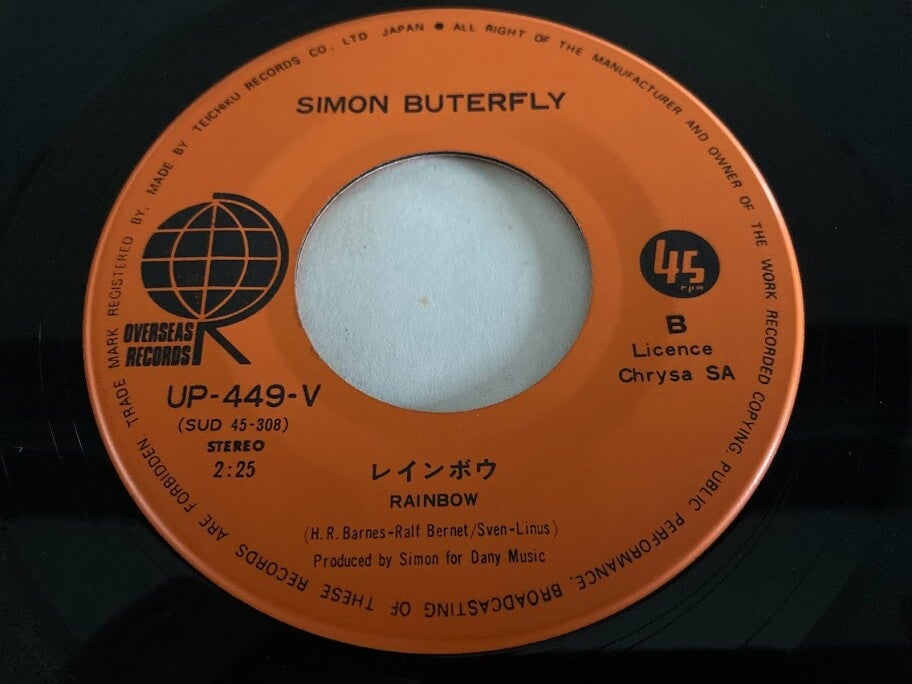 TRADE MARK REGISTERED BY, MADE BY TEICHIKU RECORDS CO., LTD JAPAN ● ALL RIGHT OF THE MANUFACTURER AND OWNER OF THE WORK RECORDED COPYING, PUBLIC PERFORMANCE, BROADCASTING OF THESE RECORDS ARE FORBIDDEN
SIMON BUTERFLY
OVERSEAS
RECORDS
45
rpm
B
Licence
Chrysa SA
UP-449-V
(SUD 45-308)
STEREO
2:25
レインボウ
RAINBOW
(H.R.Barnes-Ralf Bernet/Sven-Linus)
Produced by Simon for Dany Music